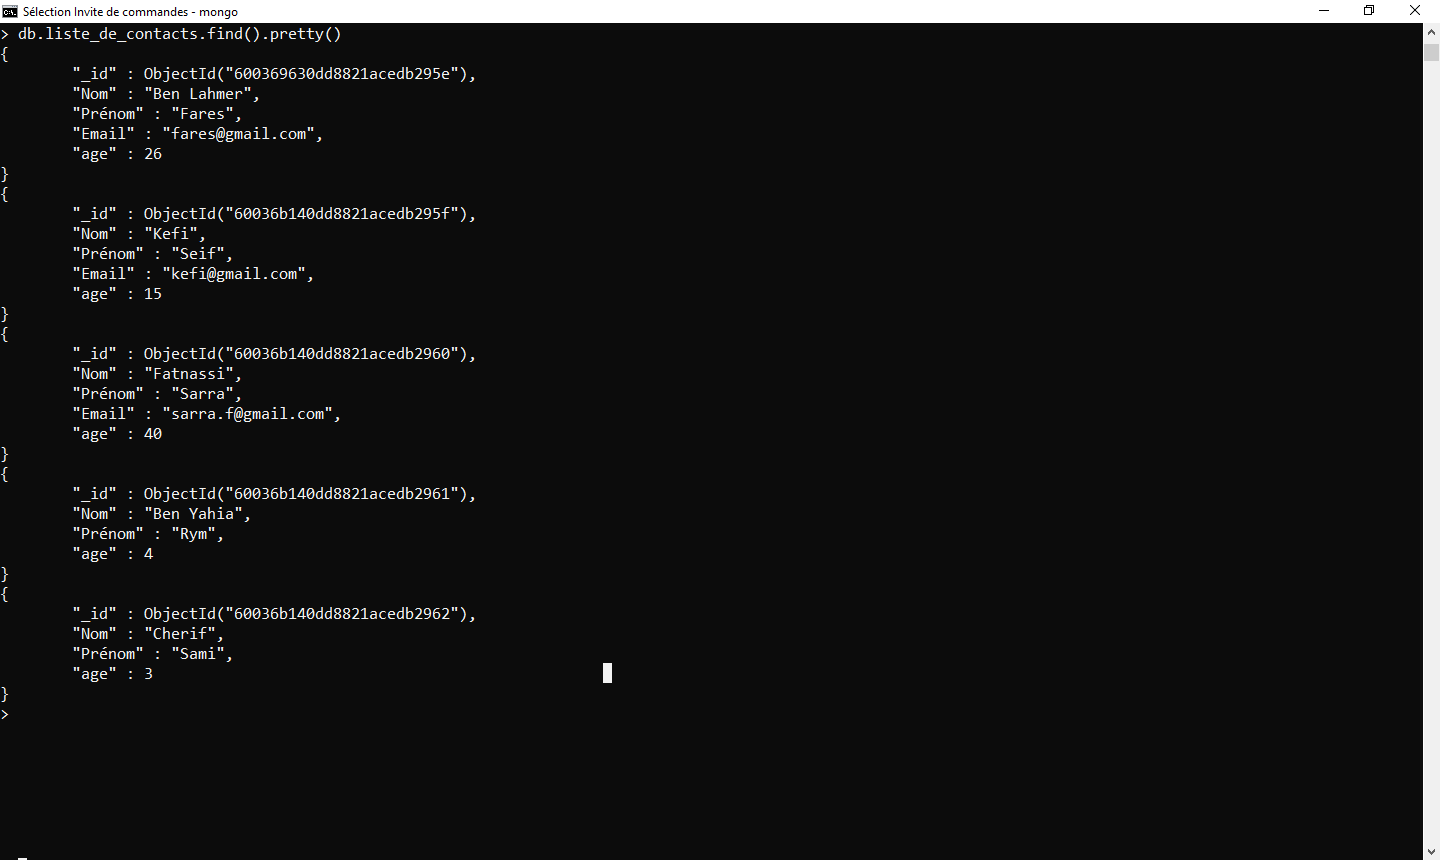 Sélection Invite de commandes - mongo
> db.liste_de_contacts.find().pretty()
{
        "_id" : ObjectId("600369630dd8821acedb295e"),
        "Nom" : "Ben Lahmer",
        "Prénom" : "Fares",
        "Email" : "fares@gmail.com",
        "age" : 26
}
{
        "_id" : ObjectId("60036b140dd8821acedb295f"),
        "Nom" : "Kefi",
        "Prénom" : "Seif",
        "Email" : "kefi@gmail.com",
        "age" : 15
}
{
        "_id" : ObjectId("60036b140dd8821acedb2960"),
        "Nom" : "Fatnassi",
        "Prénom" : "Sarra",
        "Email" : "sarra.f@gmail.com",
        "age" : 40
}
{
        "_id" : ObjectId("60036b140dd8821acedb2961"),
        "Nom" : "Ben Yahia",
        "Prénom" : "Rym",
        "age" : 4
}
{
        "_id" : ObjectId("60036b140dd8821acedb2962"),
        "Nom" : "Cherif",
        "Prénom" : "Sami",
        "age" : 3
}
>